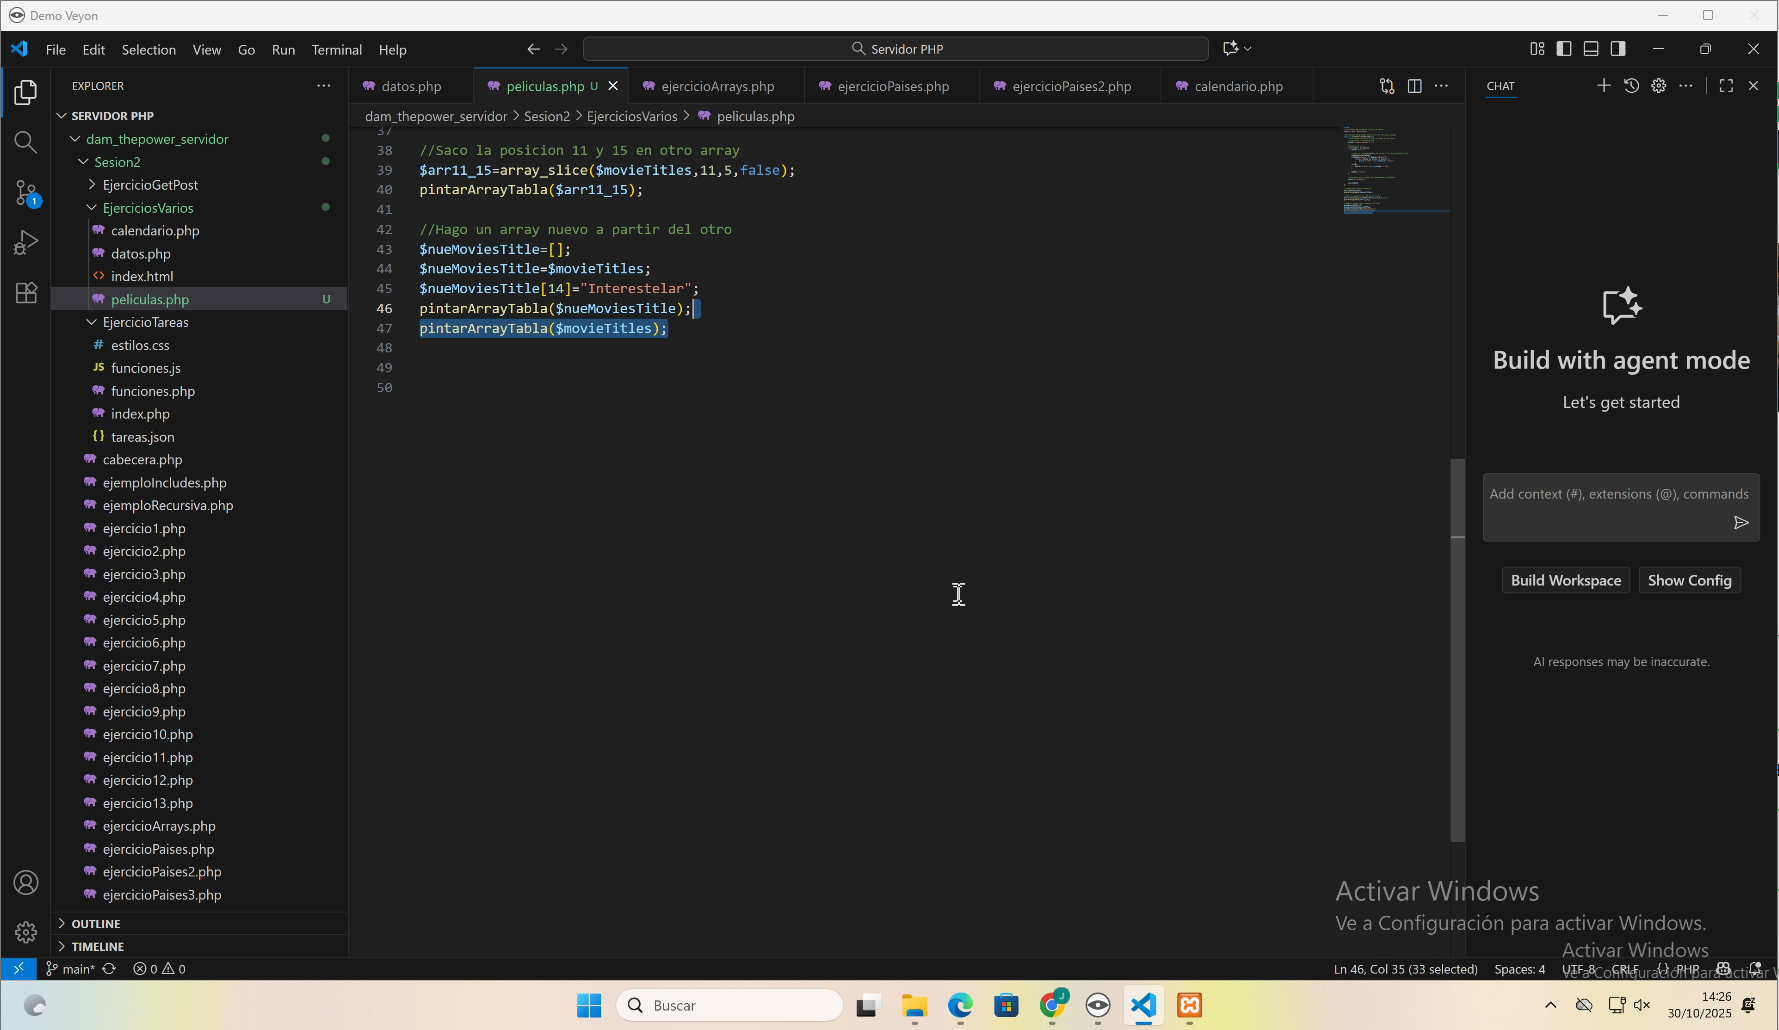 Demo Veyon
File Edit Selection View Go Run Terminal Help
Servidor PHP
EXPLORER
SERVIDOR PHP
dam_thepower_servidor
Sesion2
EjercicioGetPost
EjerciciosVarios
calendario.php
datos.php
index.html
peliculas.php U
EjercicioTareas
estilos.css
funciones.js
funciones.php
index.php
tareas.json
cabecera.php
ejemploIncludes.php
ejemploRecursiva.php
ejercicio1.php
ejercicio2.php
ejercicio3.php
ejercicio4.php
ejercicio5.php
ejercicio6.php
ejercicio7.php
ejercicio8.php
ejercicio9.php
ejercicio10.php
ejercicio11.php
ejercicio12.php
ejercicio13.php
ejercicioArrays.php
ejercicioPaises.php
ejercicioPaises2.php
ejercicioPaises3.php
OUTLINE
TIMELINE
datos.php peliculas.php U ejercicioArrays.php ejercicioPaises.php ejercicioPaises2.php calendario.php
dam_thepower_servidor > Sesion2 > EjerciciosVarios > peliculas.php
37
38 //Saco la posicion 11 y 15 en otro array
39 $arr11_15=array_slice($movieTitles,11,5,false);
40 pintarArrayTabla($arr11_15);
41
42 //Hago un array nuevo a partir del otro
43 $nueMoviesTitle=[];
44 $nueMoviesTitle=$movieTitles;
45 $nueMoviesTitle[14]="Interestelar";
46 pintarArrayTabla($nueMoviesTitle);
47 pintarArrayTabla($movieTitles);
48
49
50
CHAT
Build with agent mode
Let's get started
Add context (#), extensions (@), commands
Build Workspace Show Config
AI responses may be inaccurate.
Activar Windows
Ve a Configuración para activar Windows.
Activar Windows
Ve a Configuración para activar
main* 0 0
Ln 46, Col 35 (33 selected) Spaces: 4 UTF-8 CRLF {} PHP
Buscar
14:26
30/10/2025